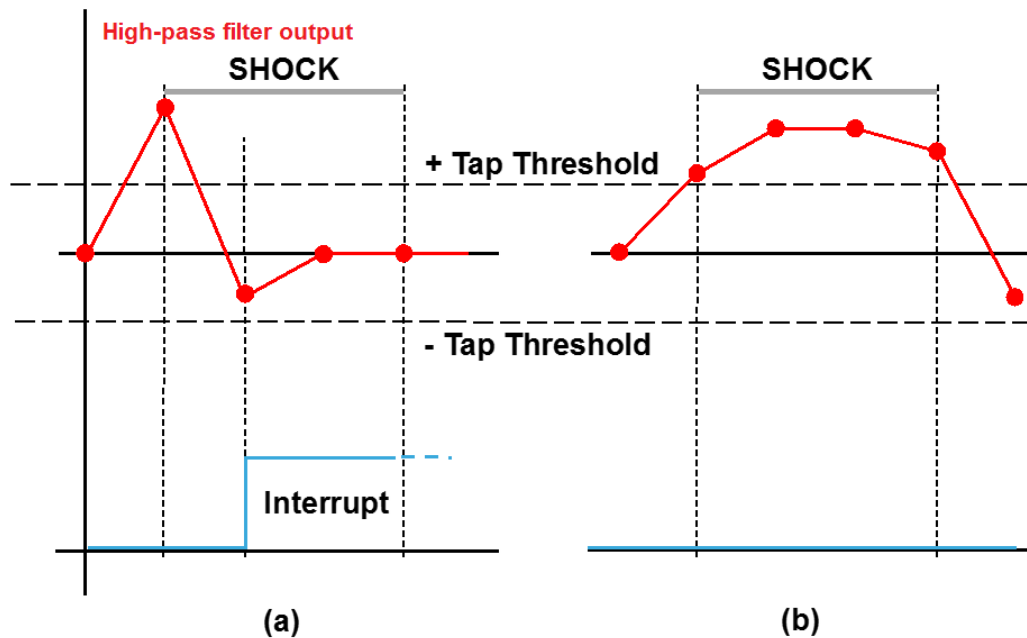 High-pass filter output
SHOCK
SHOCK
+ Tap Threshold
- Tap Threshold
Interrupt
(a)
(b)